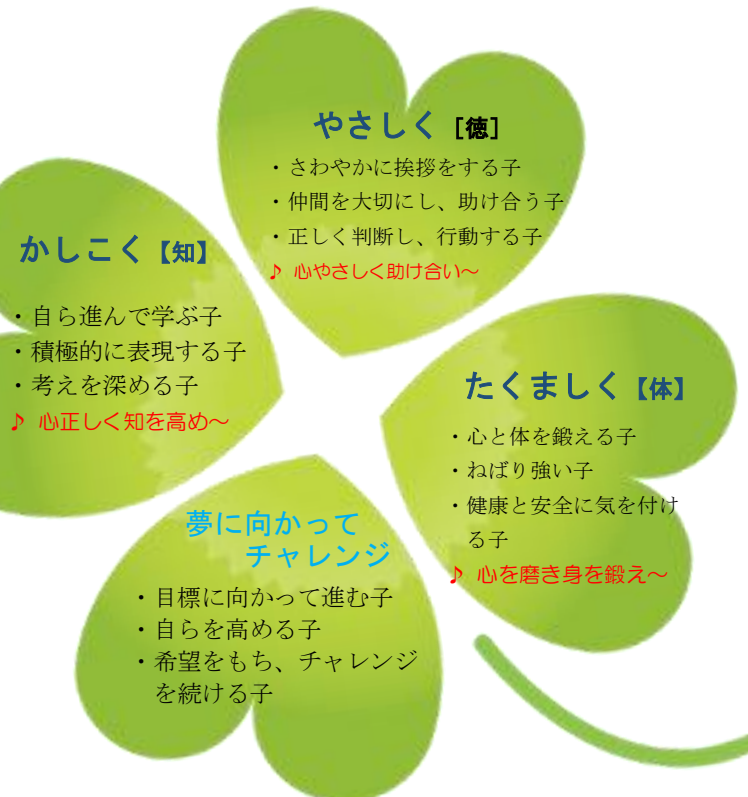 やさしく [徳]
・さわやかに挨拶をする子
・仲間を大切にし、助け合う子
・正しく判断し、行動する子
♪ 心やさしく助け合い～
かしこく【知】
・自ら進んで学ぶ子
・積極的に表現する子
・考えを深める子
♪ 心正しく知を高め～
たくましく【体】
・心と体を鍛える子
・ねばり強い子
・健康と安全に気を付け
る子
♪ 心を磨き身を鍛え～
夢に向かって
チャレンジ
・目標に向かって進む子
・自らを高める子
・希望をもち、チャレンジ
を続ける子